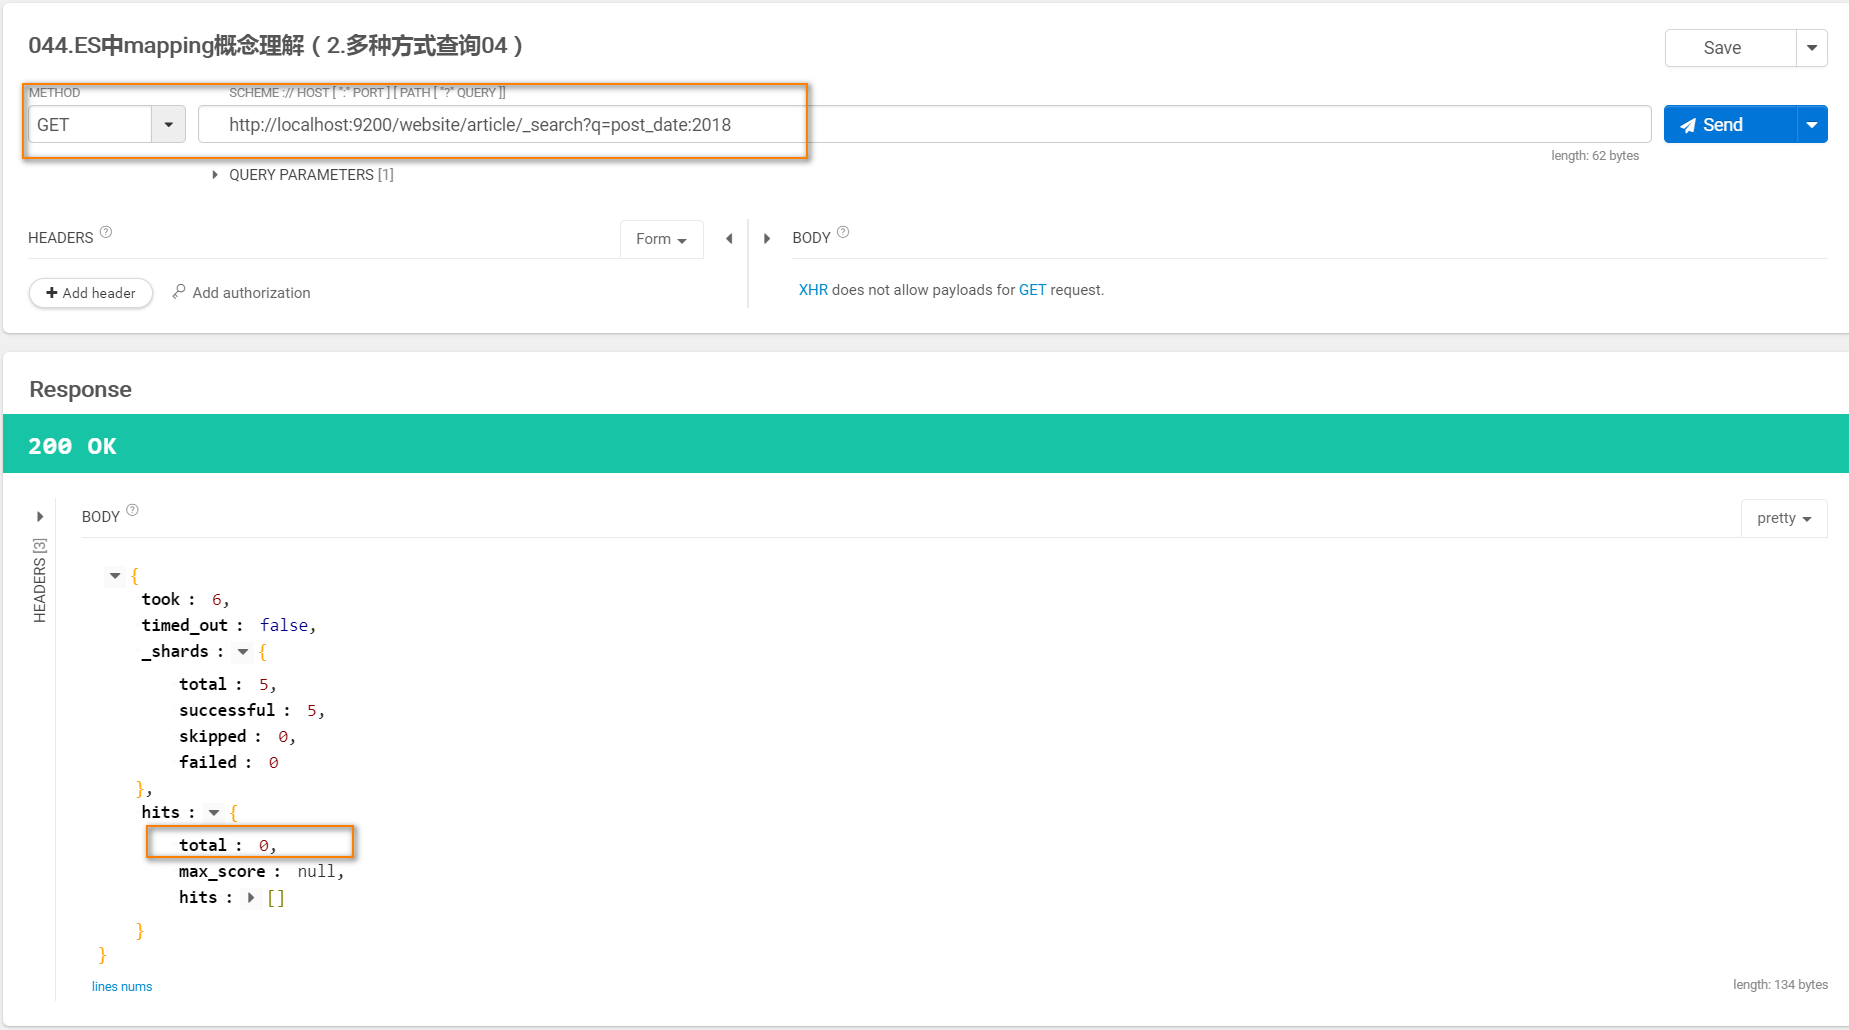 044.ES中mapping概念理解（2.多种方式查询04）
Save
METHOD
SCHEME :// HOST [ ":" PORT ] [ PATH [ "?" QUERY ]]
GET
http://localhost:9200/website/article/_search?q=post_date:2018
Send
length: 62 bytes
QUERY PARAMETERS [1]
HEADERS ?
Form
BODY ?
Add header
Add authorization
XHR does not allow payloads for GET request.
Response
200 OK
HEADERS [3]
BODY ?
pretty
{
took : 6,
timed_out : false,
_shards : {
total : 5,
successful : 5,
skipped : 0,
failed : 0
},
hits : {
total : 0,
max_score : null,
hits : []
}
}
lines nums
length: 134 bytes